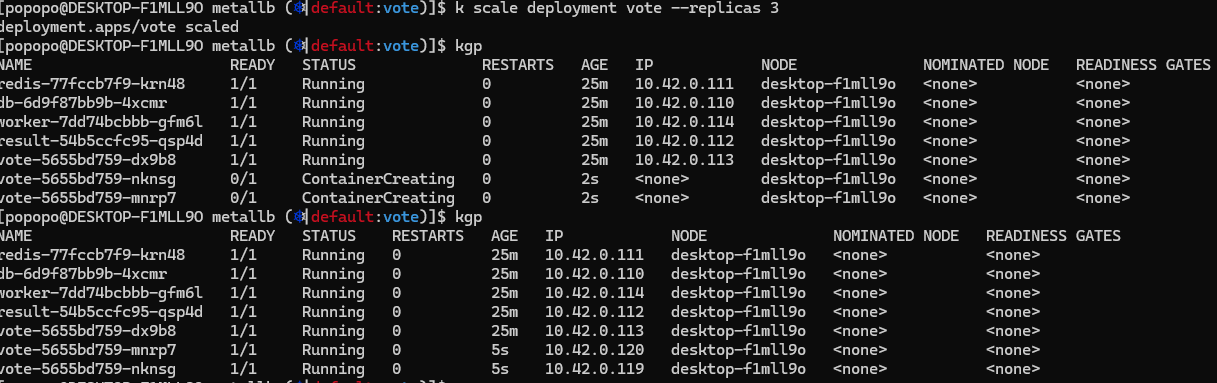 [popopo@DESKTOP-F1MLL9O metallb (⎈|default:vote)]$ k scale deployment vote --replicas 3
deployment.apps/vote scaled
[popopo@DESKTOP-F1MLL9O metallb (⎈|default:vote)]$ kgp
NAME READY STATUS RESTARTS AGE IP NODE NOMINATED NODE READINESS GATES
redis-77fccb7f9-krn48 1/1 Running 0 25m 10.42.0.111 desktop-f1mll9o <none> <none>
db-6d9f87bb9b-4xcmr 1/1 Running 0 25m 10.42.0.110 desktop-f1mll9o <none> <none>
worker-7dd74bcbbb-gfm6l 1/1 Running 0 25m 10.42.0.114 desktop-f1mll9o <none> <none>
result-54b5ccfc95-qsp4d 1/1 Running 0 25m 10.42.0.112 desktop-f1mll9o <none> <none>
vote-5655bd759-dx9b8 1/1 Running 0 25m 10.42.0.113 desktop-f1mll9o <none> <none>
vote-5655bd759-nknsg 0/1 ContainerCreating 0 2s <none> desktop-f1mll9o <none> <none>
vote-5655bd759-mnrp7 0/1 ContainerCreating 0 2s <none> desktop-f1mll9o <none> <none>
[popopo@DESKTOP-F1MLL9O metallb (⎈|default:vote)]$ kgp
NAME READY STATUS RESTARTS AGE IP NODE NOMINATED NODE READINESS GATES
redis-77fccb7f9-krn48 1/1 Running 0 25m 10.42.0.111 desktop-f1mll9o <none> <none>
db-6d9f87bb9b-4xcmr 1/1 Running 0 25m 10.42.0.110 desktop-f1mll9o <none> <none>
worker-7dd74bcbbb-gfm6l 1/1 Running 0 25m 10.42.0.114 desktop-f1mll9o <none> <none>
result-54b5ccfc95-qsp4d 1/1 Running 0 25m 10.42.0.112 desktop-f1mll9o <none> <none>
vote-5655bd759-dx9b8 1/1 Running 0 25m 10.42.0.113 desktop-f1mll9o <none> <none>
vote-5655bd759-mnrp7 1/1 Running 0 5s 10.42.0.120 desktop-f1mll9o <none> <none>
vote-5655bd759-nknsg 1/1 Running 0 5s 10.42.0.119 desktop-f1mll9o <none> <none>